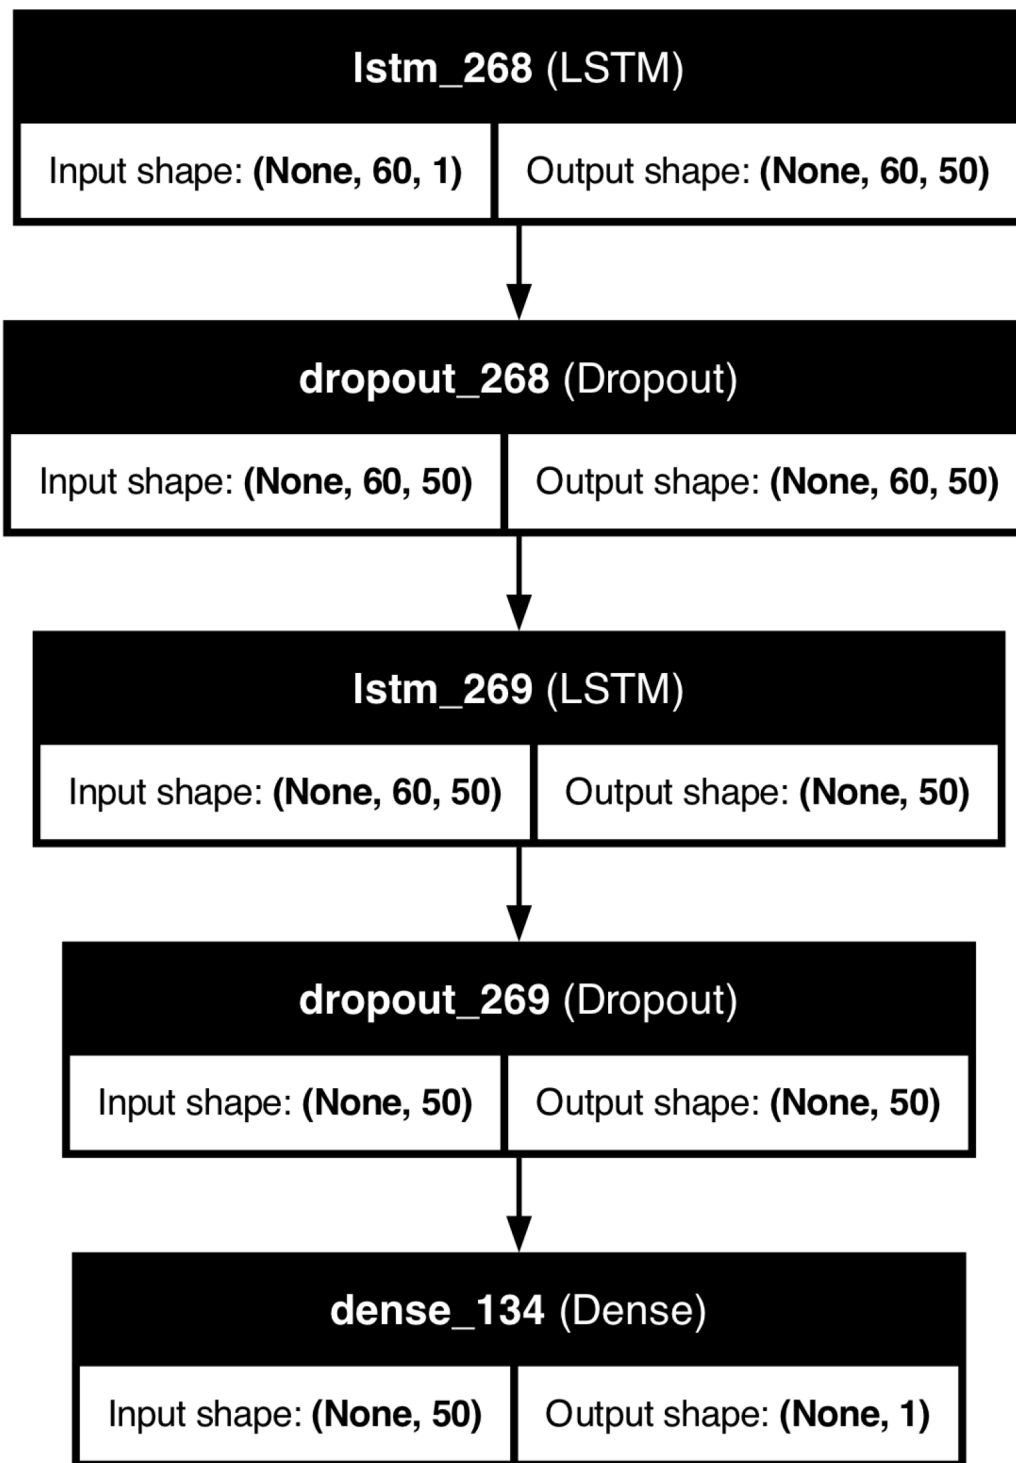 lstm_268 (LSTM)
Input shape: (None, 60, 1) Output shape: (None, 60, 50)
dropout_268 (Dropout)
Input shape: (None, 60, 50) Output shape: (None, 60, 50)
lstm_269 (LSTM)
Input shape: (None, 60, 50) Output shape: (None, 50)
dropout_269 (Dropout)
Input shape: (None, 50) Output shape: (None, 50)
dense_134 (Dense)
Input shape: (None, 50) Output shape: (None, 1)